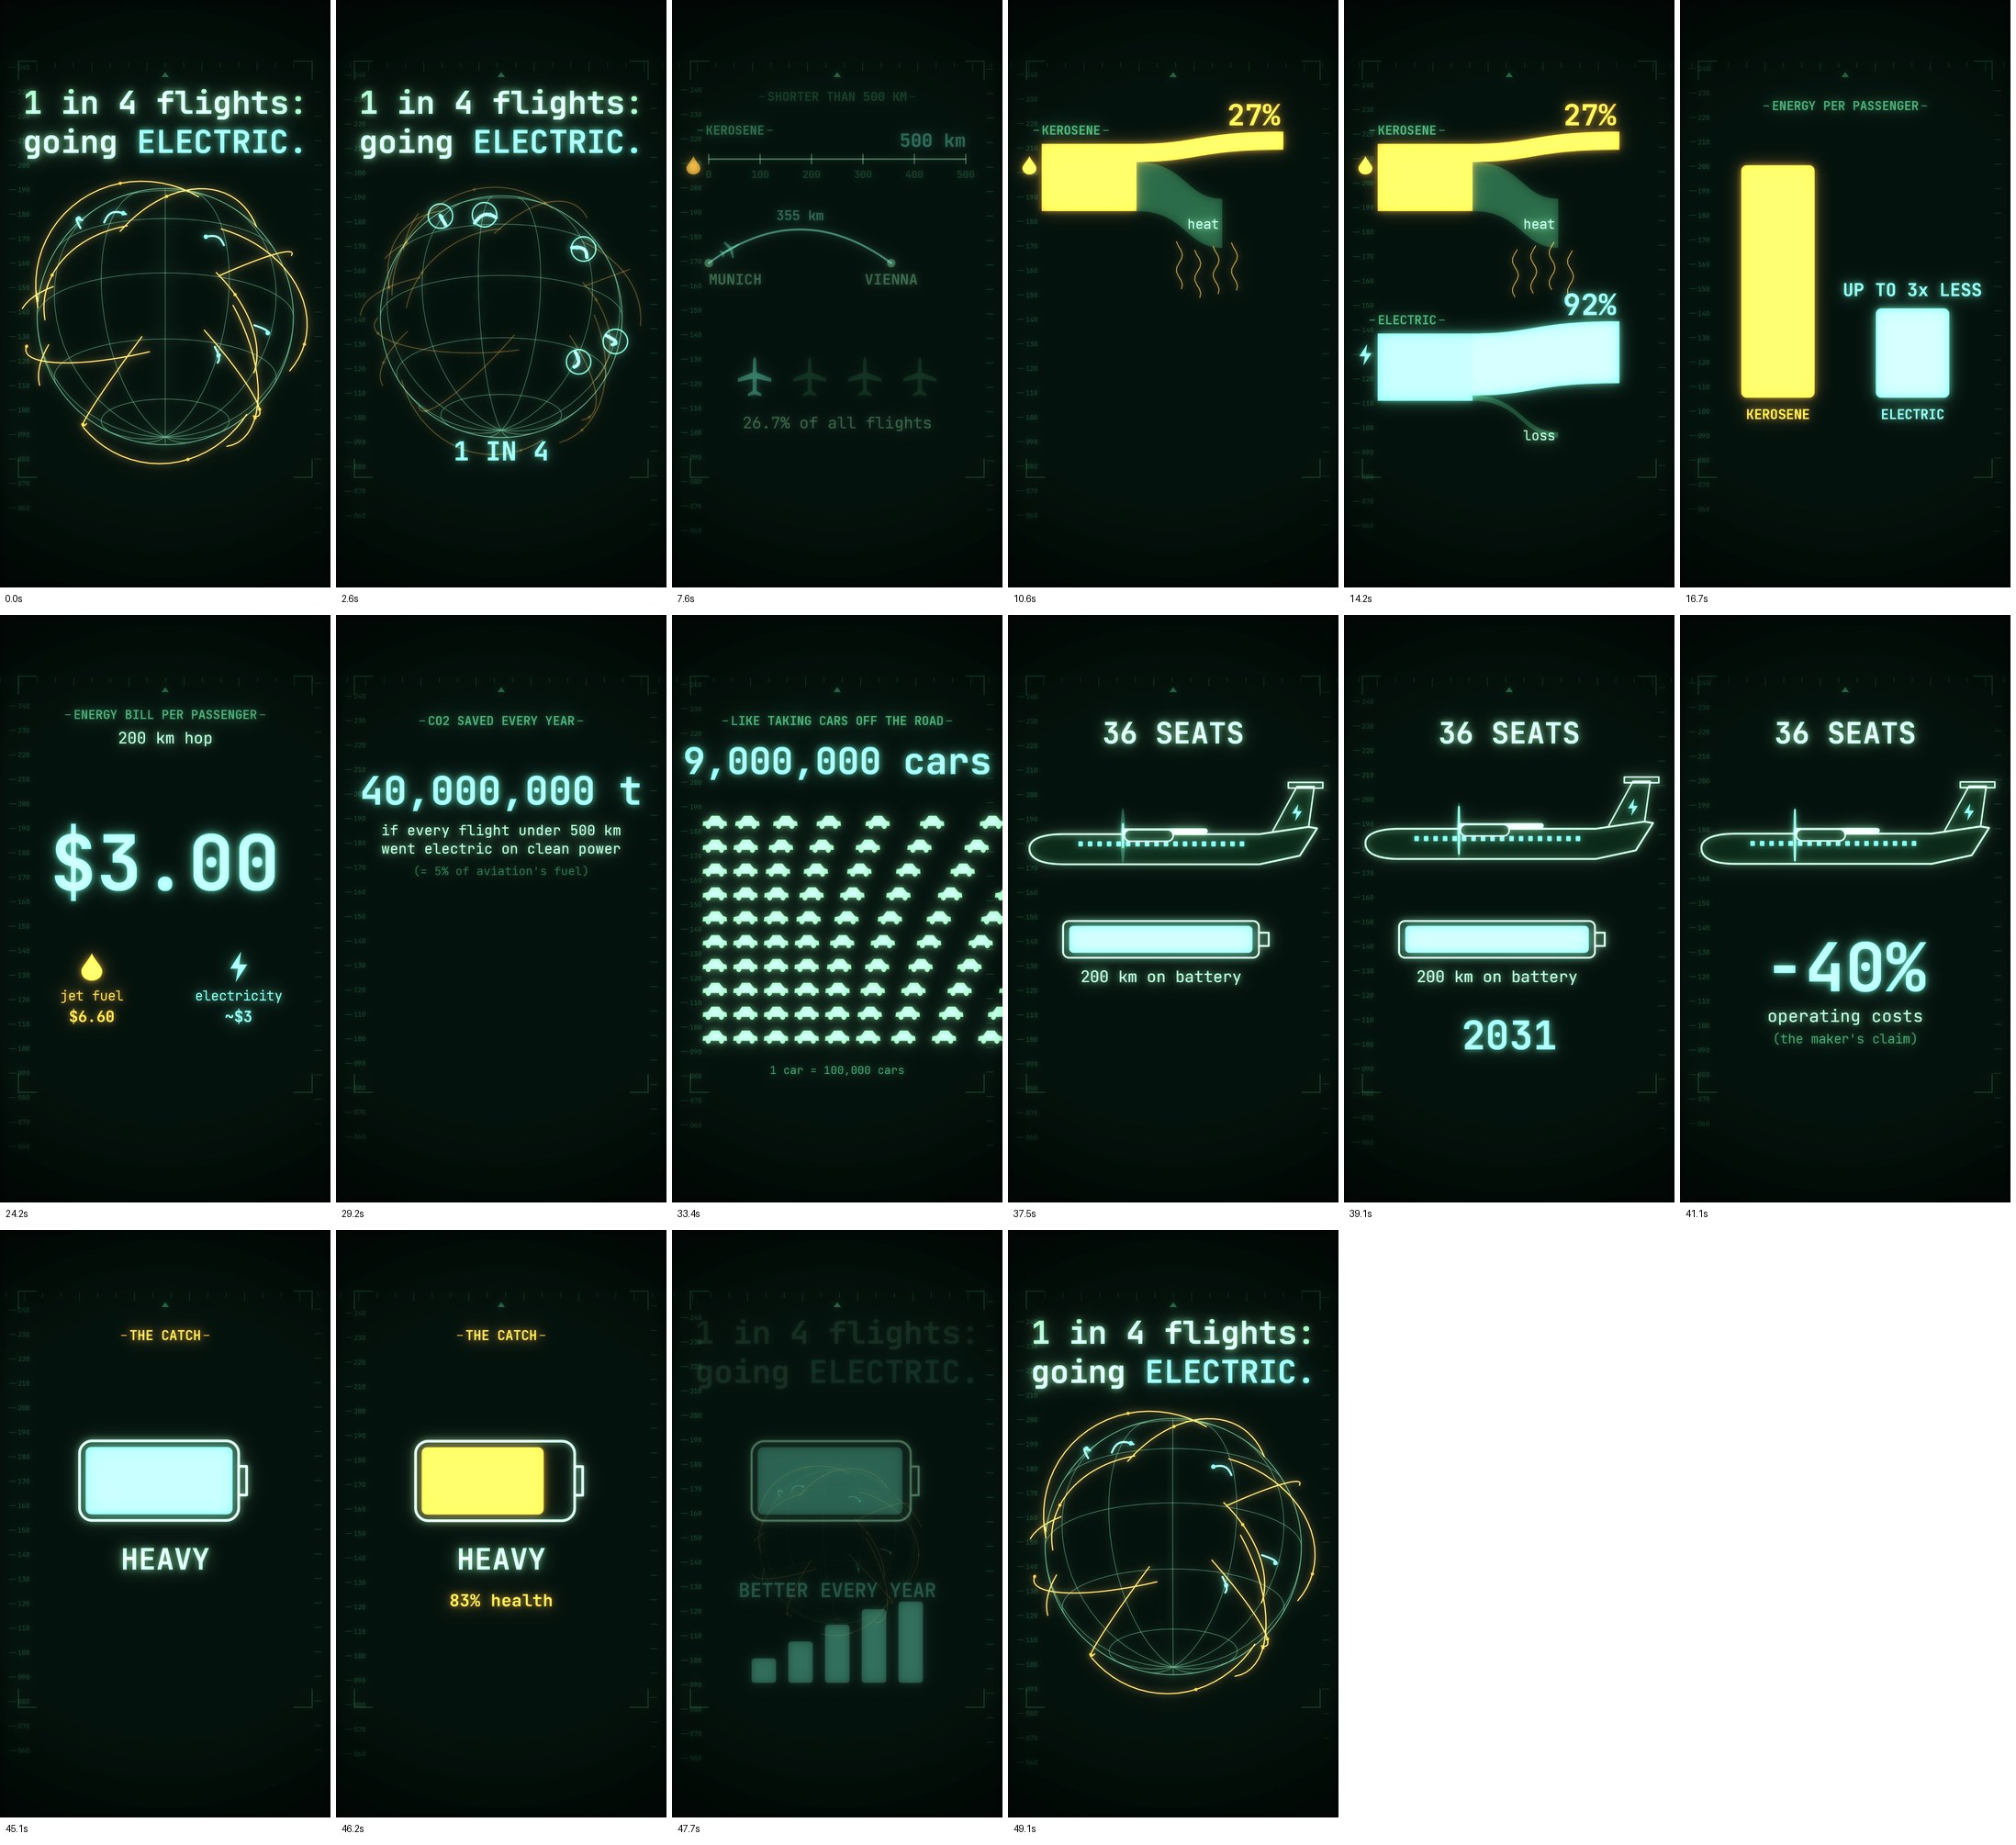 1 in 4 flights:
going ELECTRIC.
0.0s
1 in 4 flights:
going ELECTRIC.
1 IN 4
2.6s
SHORTER THAN 500 KM
KEROSENE
500 km
0 100 200 300 400 500
355 km
MUNICH VIENNA
26.7% of all flights
7.6s
27%
KEROSENE
heat
10.6s
27%
KEROSENE
heat
92%
ELECTRIC
loss
14.2s
ENERGY PER PASSENGER
UP TO 3x LESS
KEROSENE ELECTRIC
16.7s
ENERGY BILL PER PASSENGER
200 km hop
$3.00
jet fuel electricity
$6.60 ~$3
24.2s
CO2 SAVED EVERY YEAR
40,000,000 t
if every flight under 500 km
went electric on clean power
(= 5% of aviation's fuel)
29.2s
LIKE TAKING CARS OFF THE ROAD
9,000,000 cars
1 car = 100,000 cars
33.4s
36 SEATS
200 km on battery
37.5s
36 SEATS
200 km on battery
2031
39.1s
36 SEATS
-40%
operating costs
(the maker's claim)
41.1s
THE CATCH
HEAVY
45.1s
THE CATCH
HEAVY
83% health
46.2s
1 in 4 flights:
going ELECTRIC.
BETTER EVERY YEAR
47.7s
1 in 4 flights:
going ELECTRIC.
49.1s